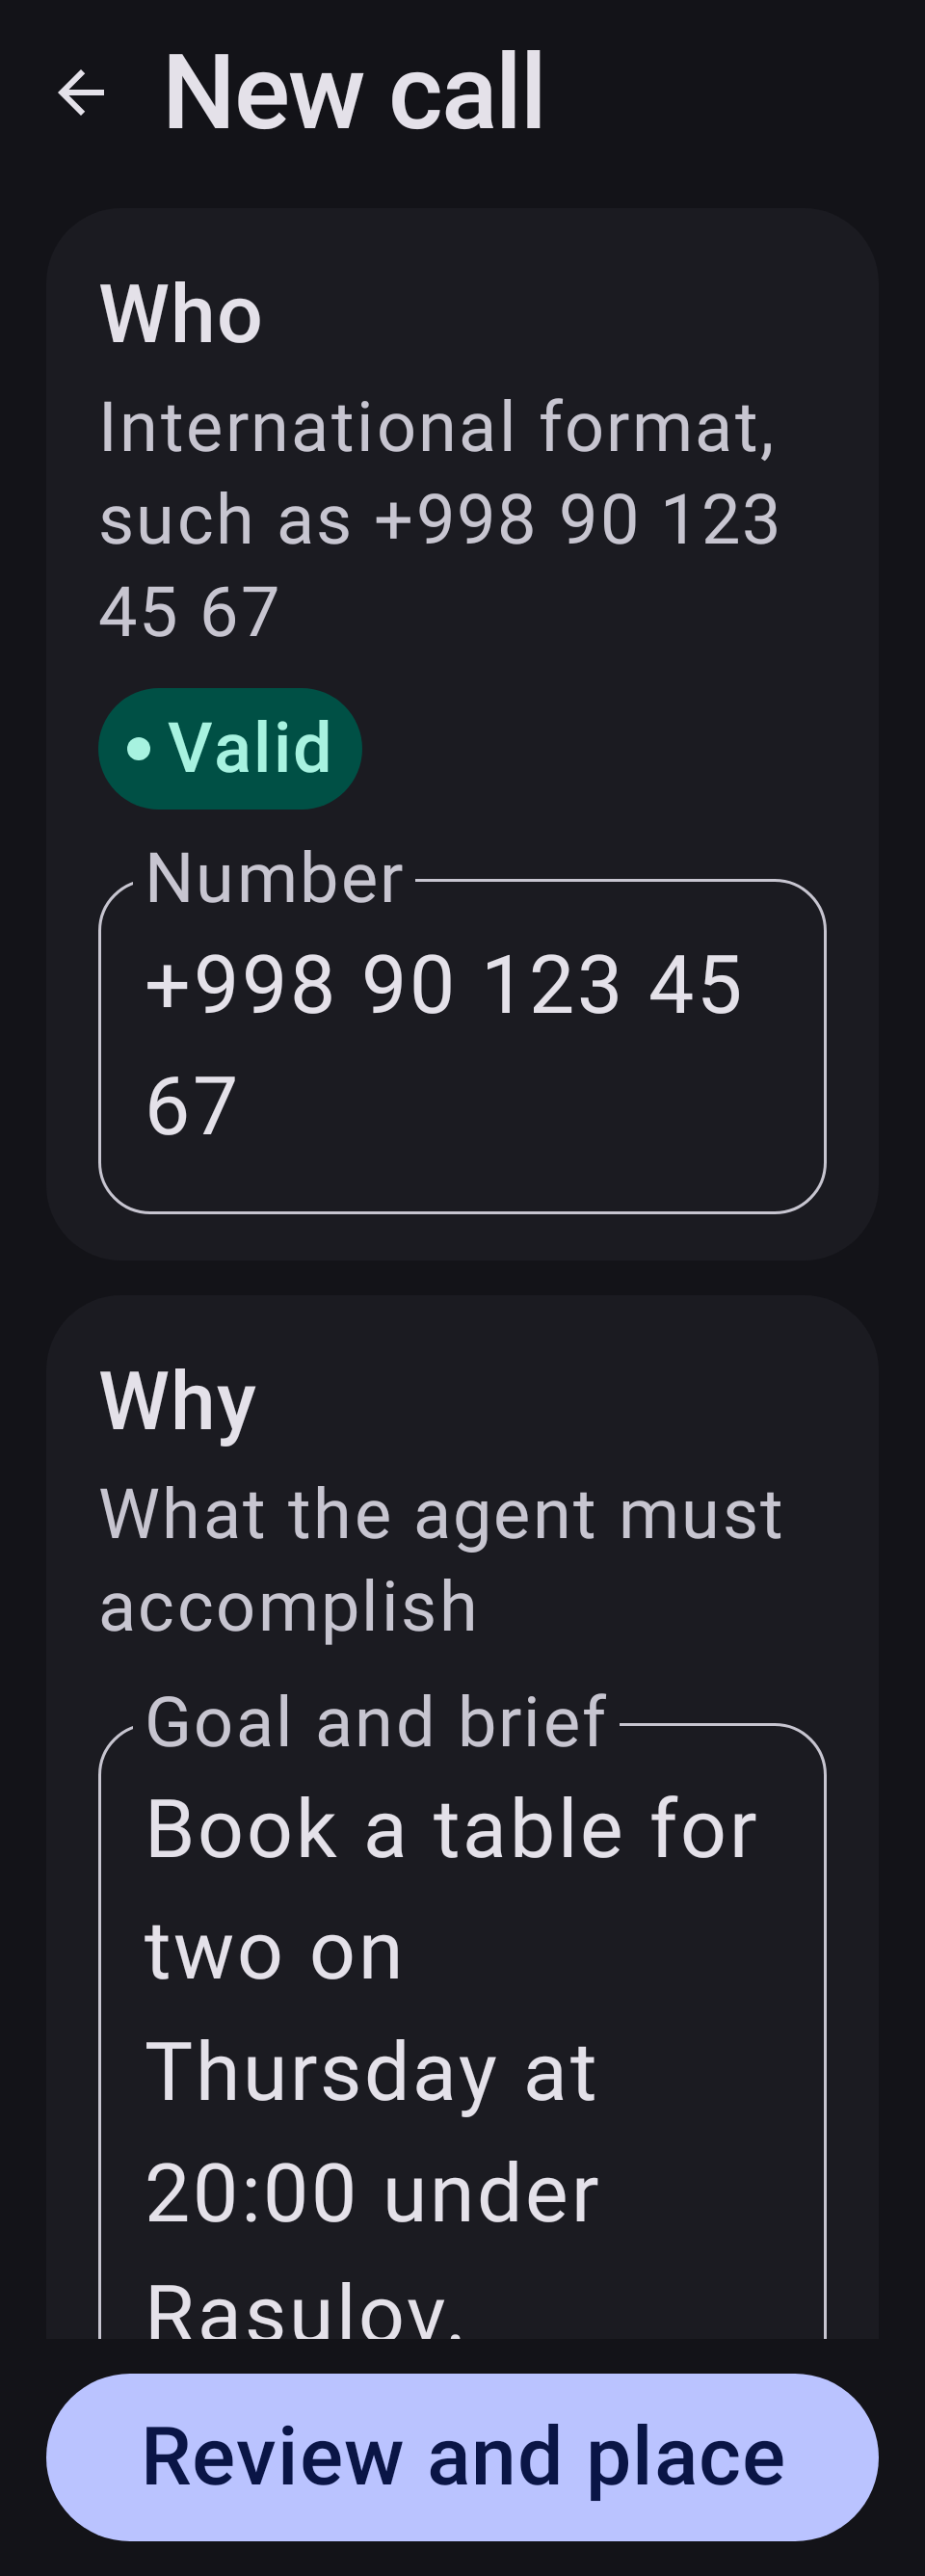 New call
Who
International format,
such as +998 90 123
45 67
Valid
Number
+998 90 123 45
67
Why
What the agent must
accomplish
Goal and brief
Book a table for
two on
Thursday at
20:00 under
Rasulov.
Review and place